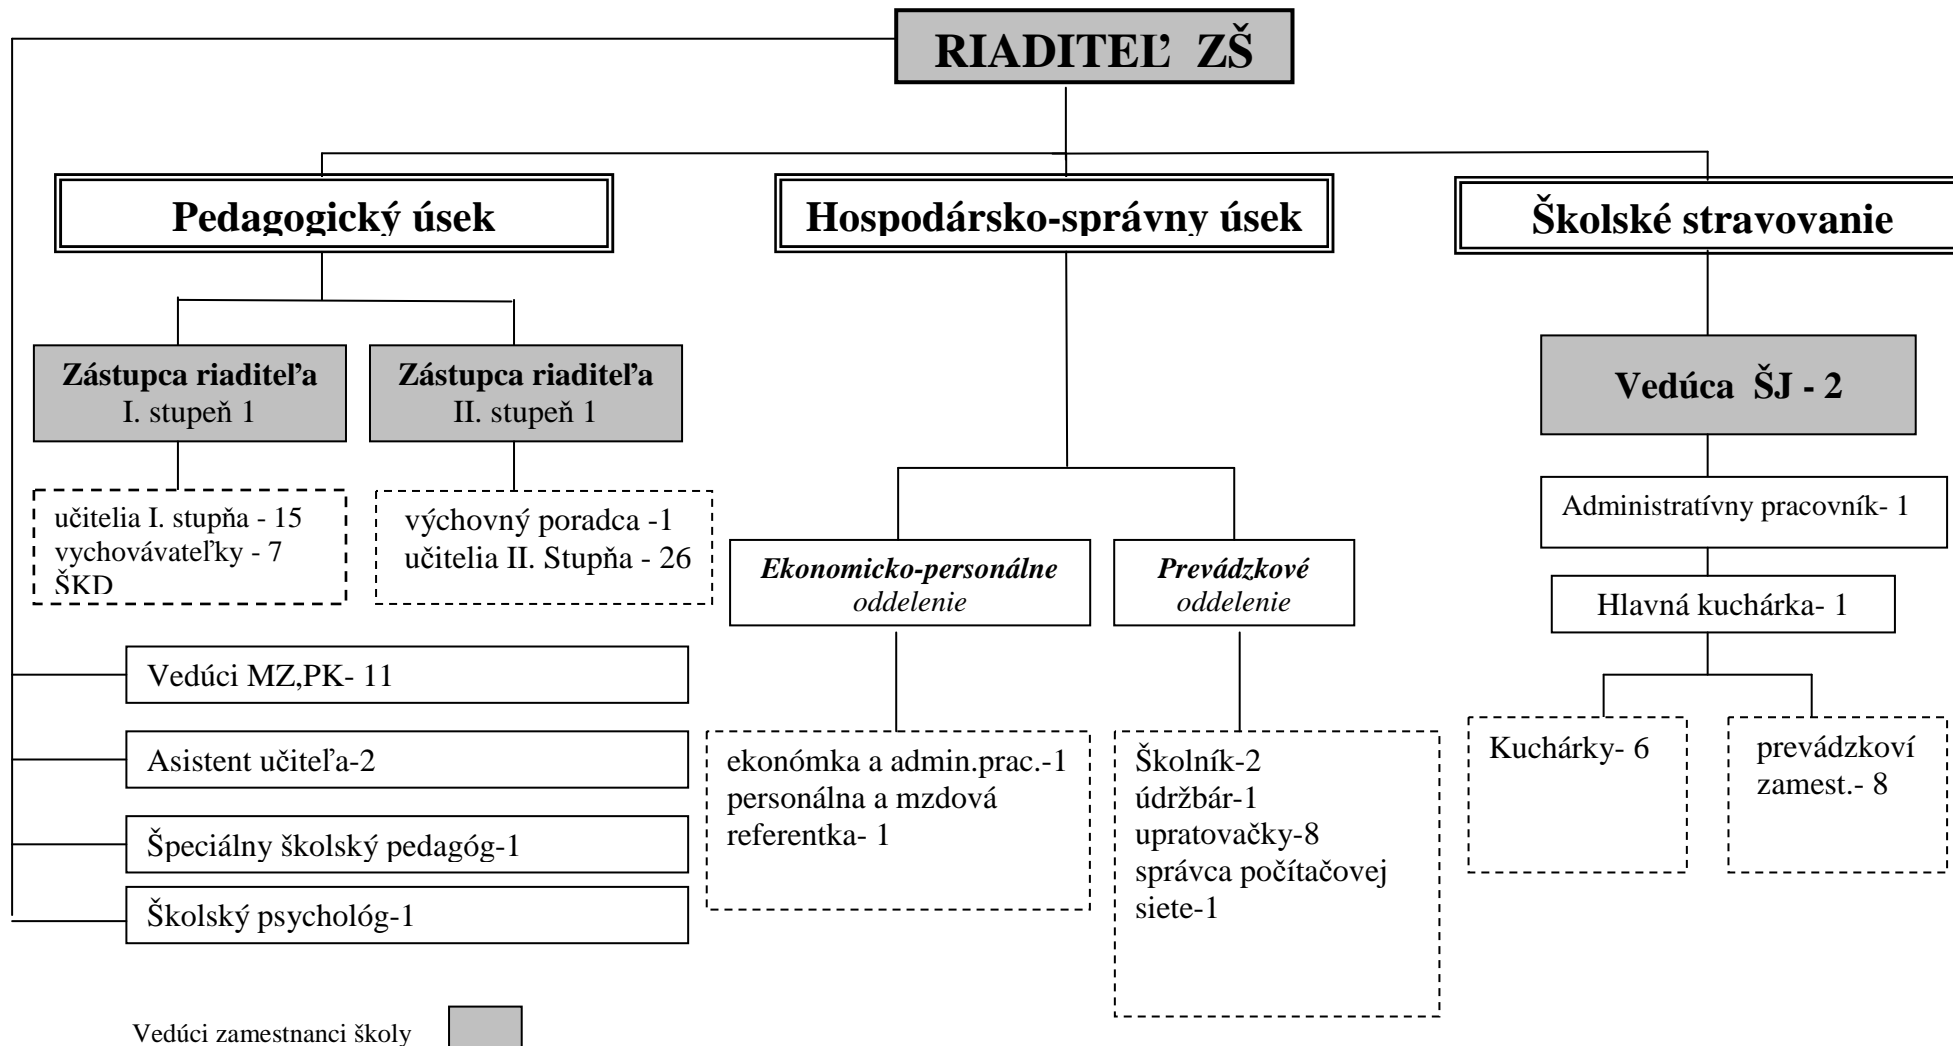 RIADITEĽ ZŠ
Pedagogický úsek
Hospodársko-správny úsek
Školské stravovanie
Zástupca riaditeľa
I. stupeň 1
Zástupca riaditeľa
II. stupeň 1
Vedúca ŠJ - 2
učitelia I. stupňa - 15
vychovávateľky - 7
ŠKD
výchovný poradca -1
učitelia II. Stupňa - 26
Ekonomicko-personálne
oddelenie
Prevádzkové
oddelenie
Administratívny pracovník- 1
Hlavná kuchárka- 1
Vedúci MZ,PK- 11
Asistent učiteľa-2
Špeciálny školský pedagóg-1
Školský psychológ-1
ekonómka a admin.prac.-1
personálna a mzdová
referentka- 1
Školník-2
údržbár-1
upratovačky-8
správca počítačovej
siete-1
Kuchárky- 6
prevádzkoví
zamest.- 8
Vedúci zamestnanci školy